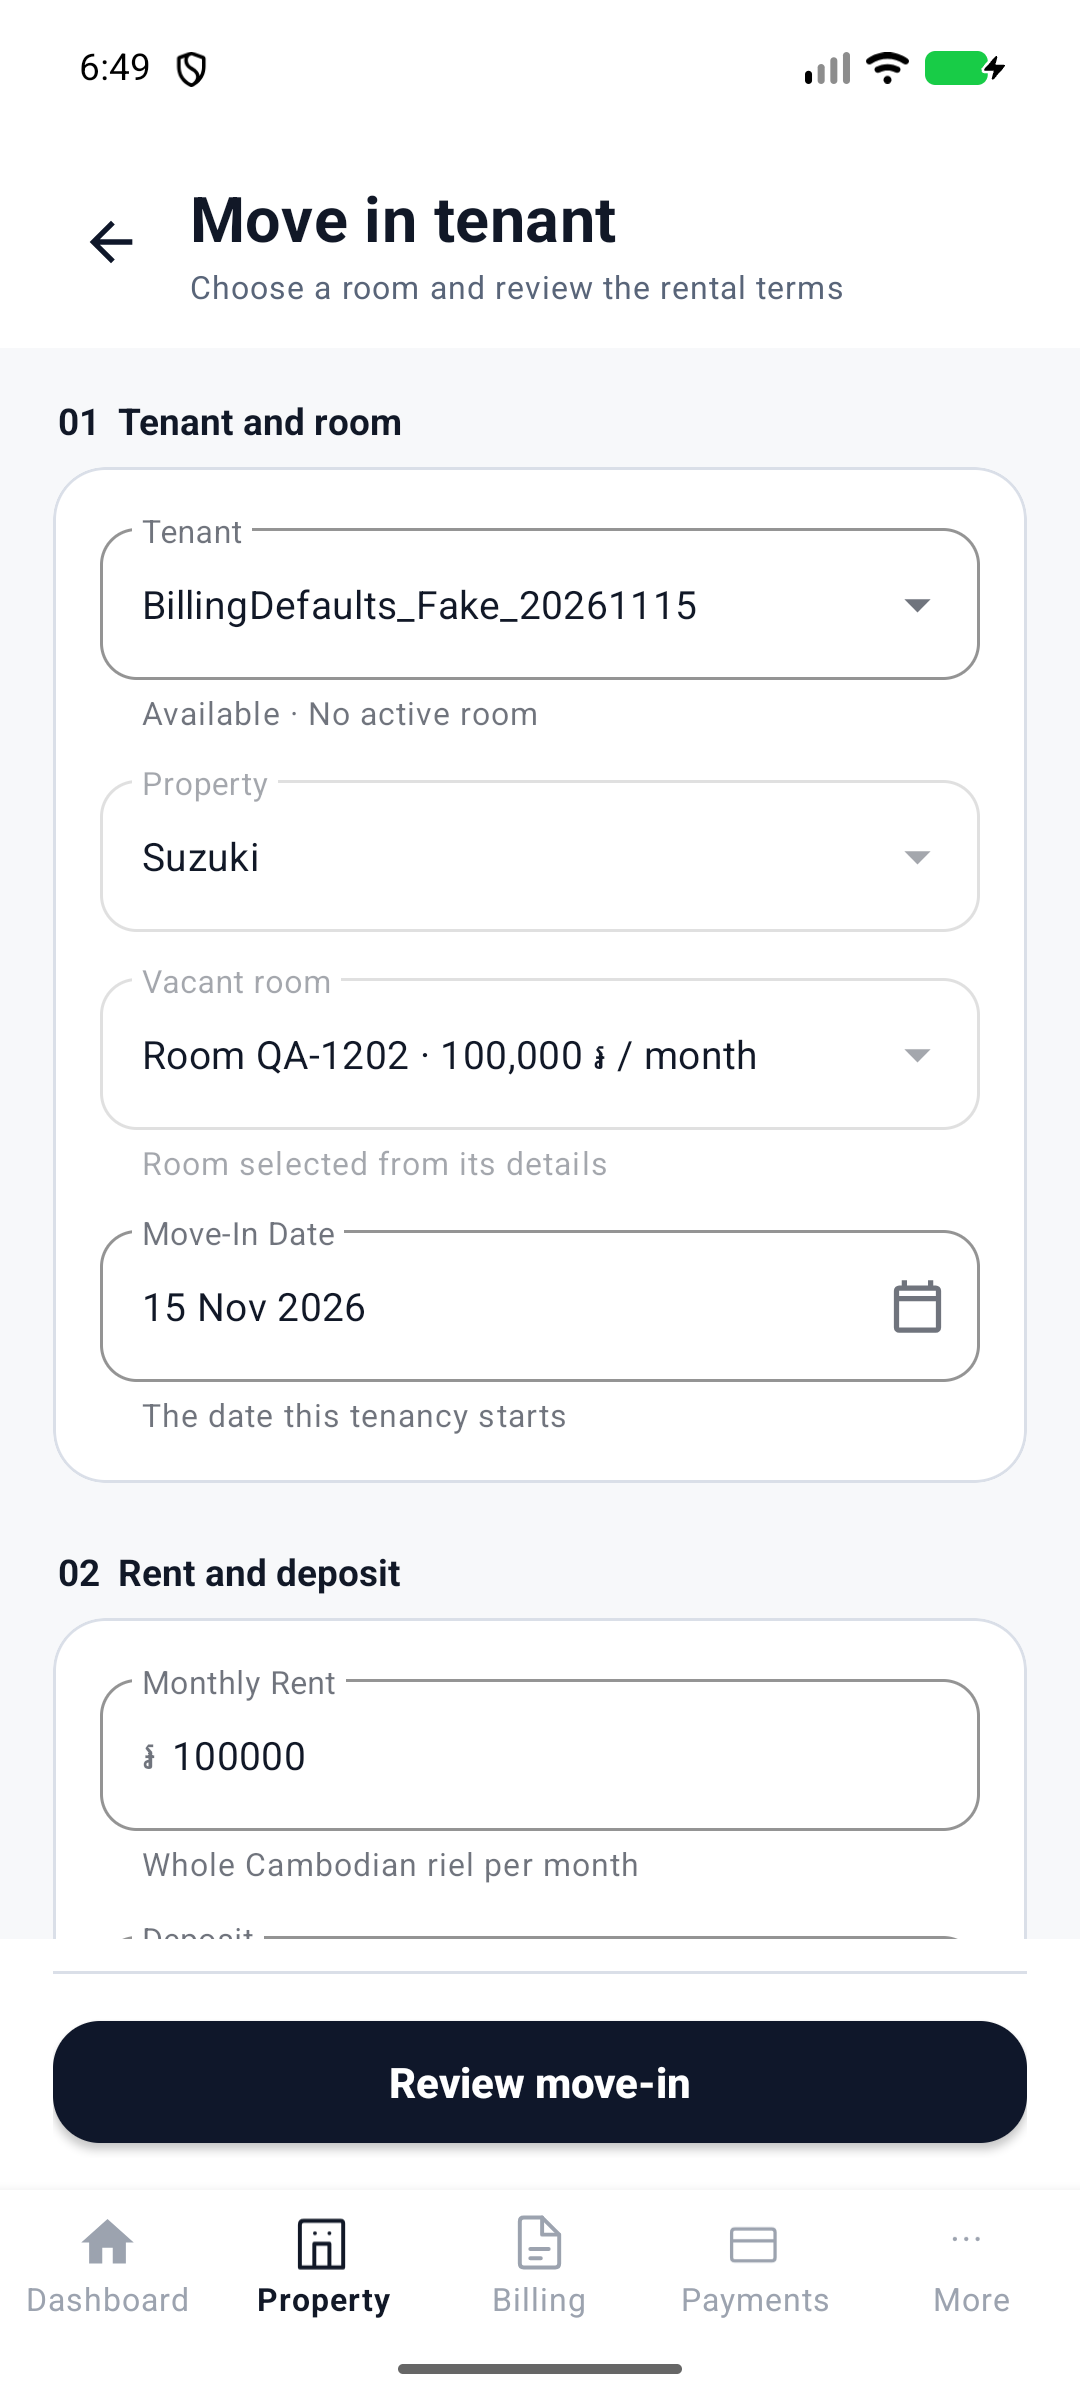 6:49
Move in tenant
Choose a room and review the rental terms
01 Tenant and room
Tenant
BillingDefaults_Fake_20261115
Available · No active room
Property
Suzuki
Vacant room
Room QA-1202 · 100,000 ៛ / month
Room selected from its details
Move-In Date
15 Nov 2026
The date this tenancy starts
02 Rent and deposit
Monthly Rent
៛ 100000
Whole Cambodian riel per month
Deposit
Review move-in
Dashboard
Property
Billing
Payments
More